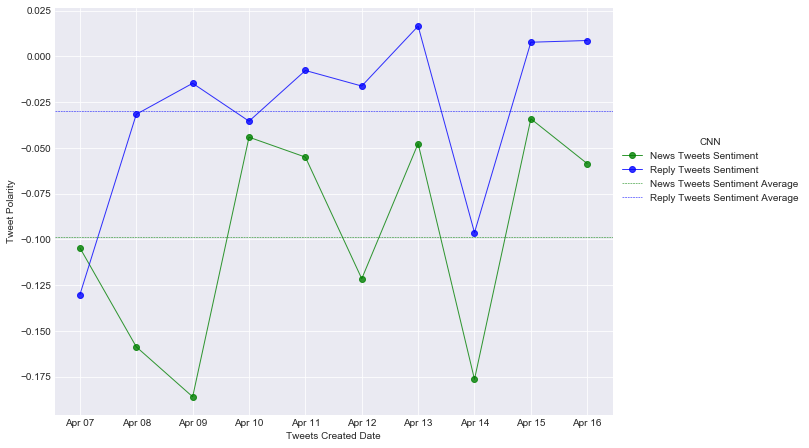 0.025
0.000
−0.025
−0.050
−0.075
−0.100
−0.125
−0.150
−0.175
Tweet Polarity
Apr 07 Apr 08 Apr 09 Apr 10 Apr 11 Apr 12 Apr 13 Apr 14 Apr 15 Apr 16
Tweets Created Date
CNN
News Tweets Sentiment
Reply Tweets Sentiment
News Tweets Sentiment Average
Reply Tweets Sentiment Average